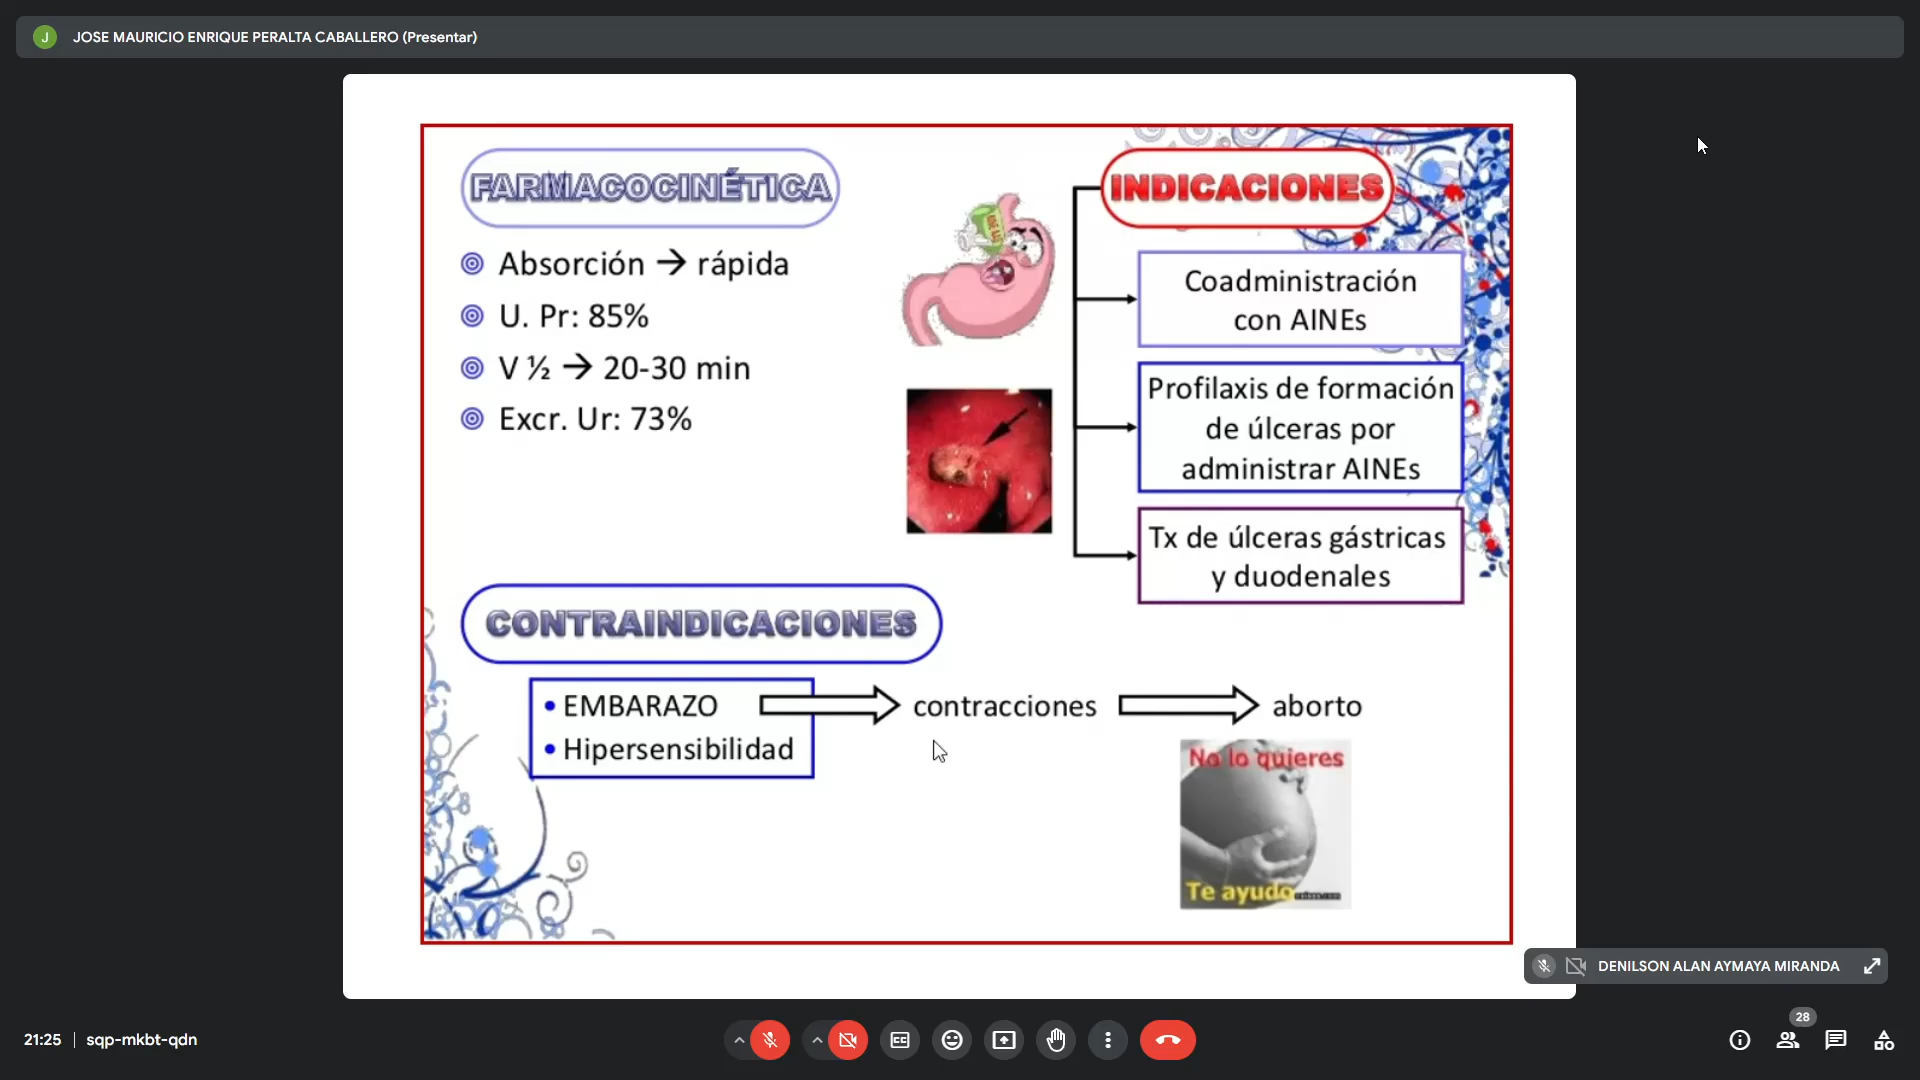 J
JOSE MAURICIO ENRIQUE PERALTA CABALLERO (Presentar)
FARMACOCINÉTICA
Absorción → rápida
U. Pr: 85%
V ½ → 20-30 min
Excr. Ur: 73%
INDICACIONES
Coadministración
con AINEs
Profilaxis de formación
de úlceras por
administrar AINEs
Tx de úlceras gástricas
y duodenales
CONTRAINDICACIONES
• EMBARAZO
contracciones
aborto
• Hipersensibilidad
No lo quieres
Te ayudo
DENILSON ALAN AYMAYA MIRANDA
21:25 | sqp-mkbt-qdn
CC
28